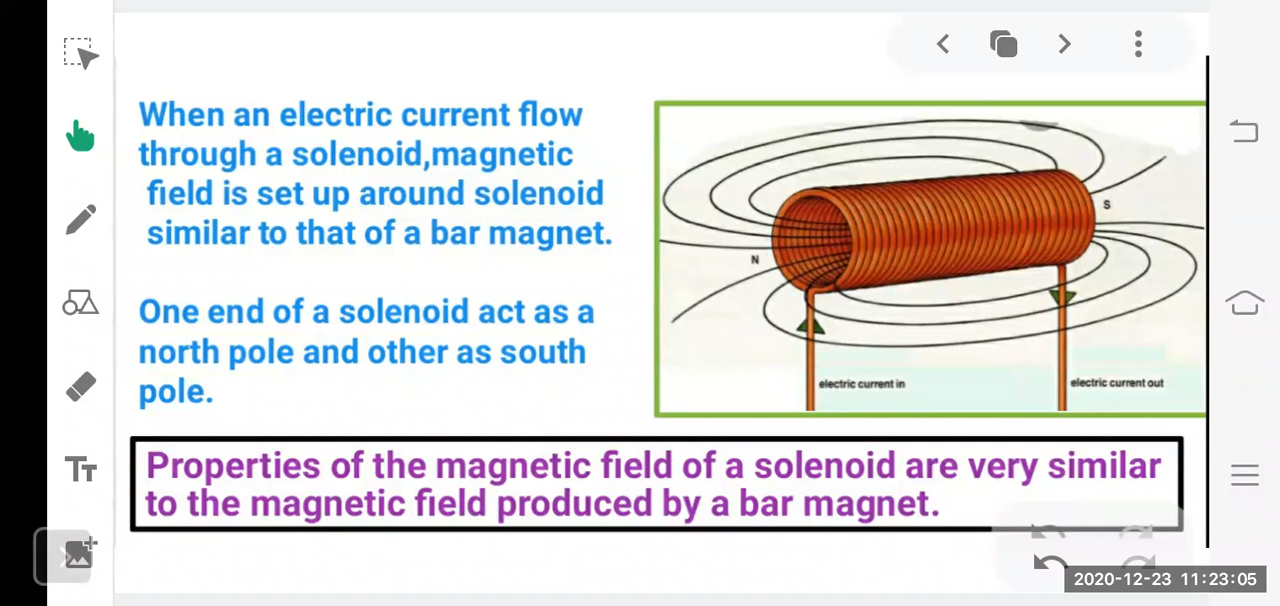 When an electric current flow
through a solenoid,magnetic
field is set up around solenoid
similar to that of a bar magnet.
One end of a solenoid act as a
north pole and other as south
pole.
N
S
electric current in
electric current out
Properties of the magnetic field of a solenoid are very similar
to the magnetic field produced by a bar magnet.
TT
2020-12-23 11:23:05